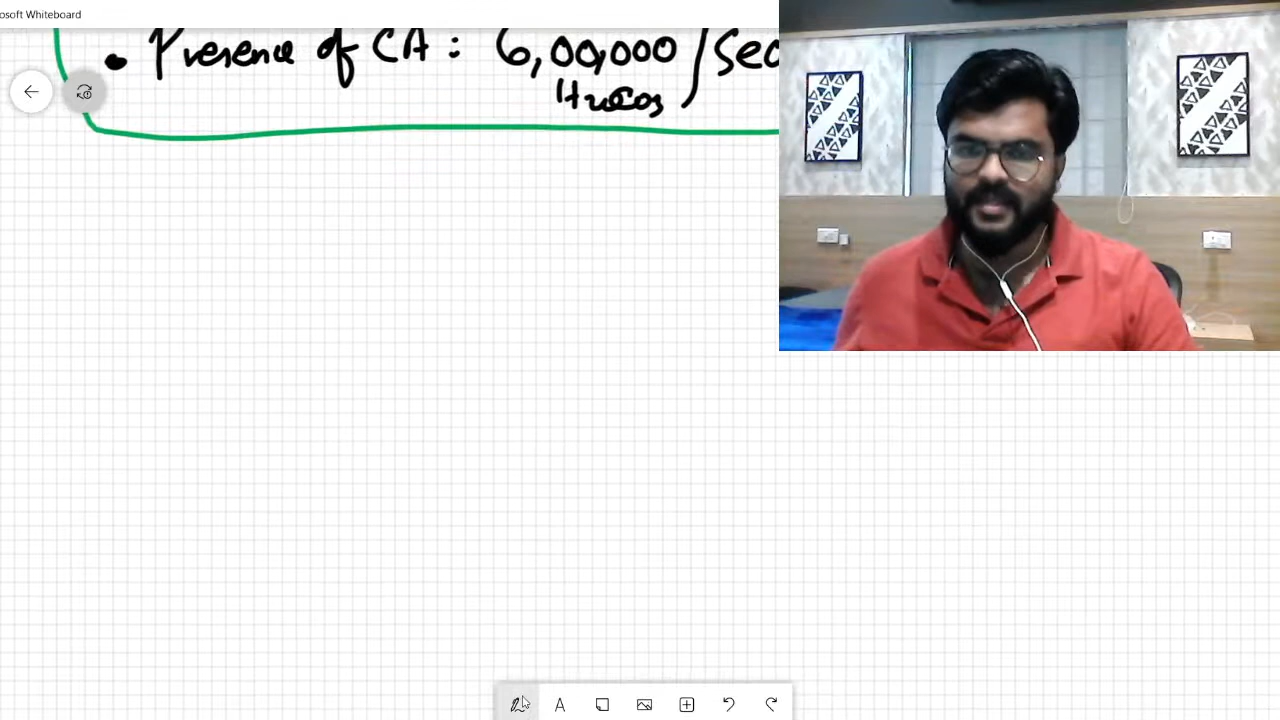 osoft Whiteboard
• Presence of CA : 6,00,000 / Sec
H2CO3
A